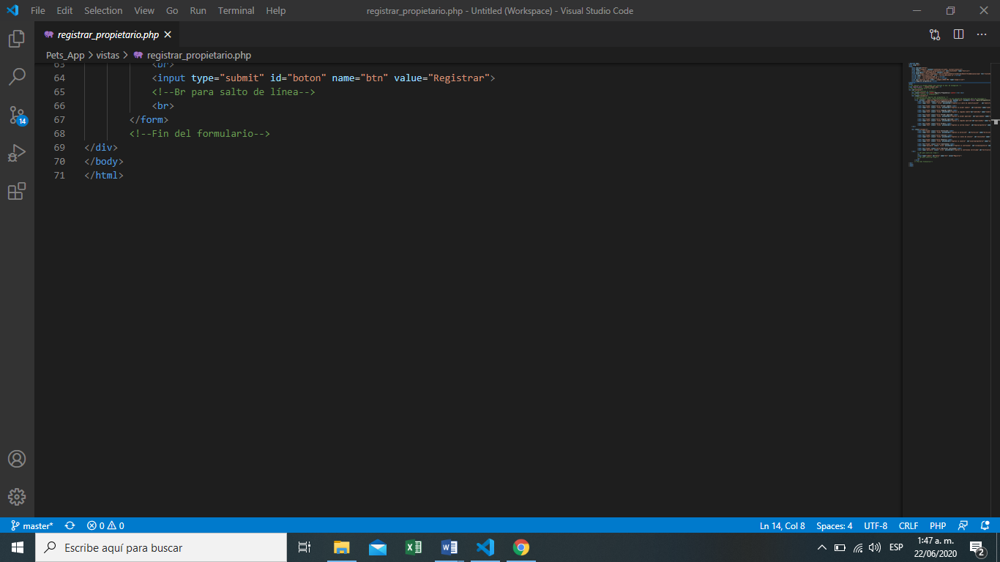 File Edit Selection View Go Run Terminal Help registrar_propietario.php - Untitled (Workspace) - Visual Studio Code
registrar_propietario.php
Pets_App > vistas > registrar_propietario.php
63 <br>
64 <input type="submit" id="boton" name="btn" value="Registrar">
65 <!--Br para salto de línea-->
66 <br>
67 </form>
68 <!--Fin del formulario-->
69 </div>
70 </body>
71 </html>
14
master* 0 0 Ln 14, Col 8 Spaces: 4 UTF-8 CRLF PHP
Escribe aquí para buscar
ESP
1:47 a. m.
22/06/2020
2